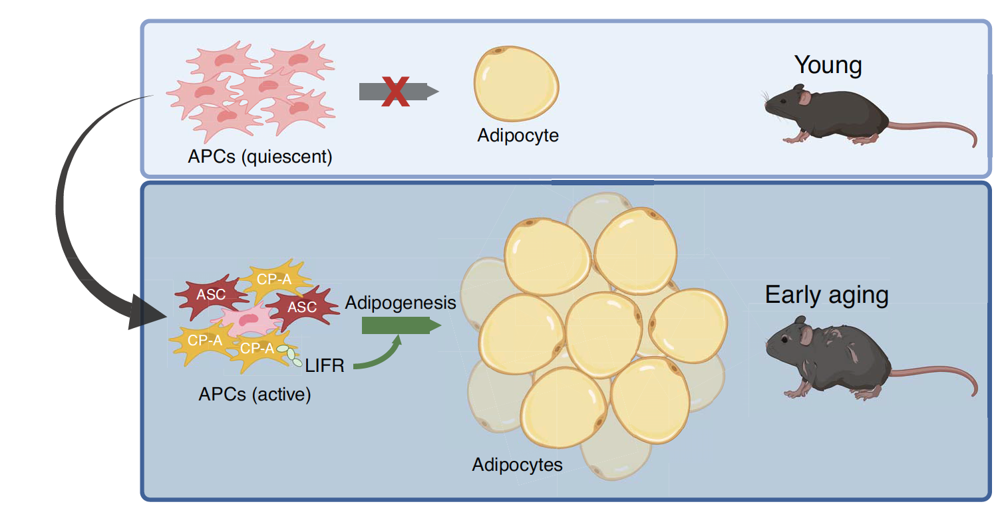 Young
X
Adipocyte
APCs (quiescent)
CP-A
ASC
ASC
Adipogenesis
Early aging
CP-A
CP-A
LIFR
APCs (active)
Adipocytes